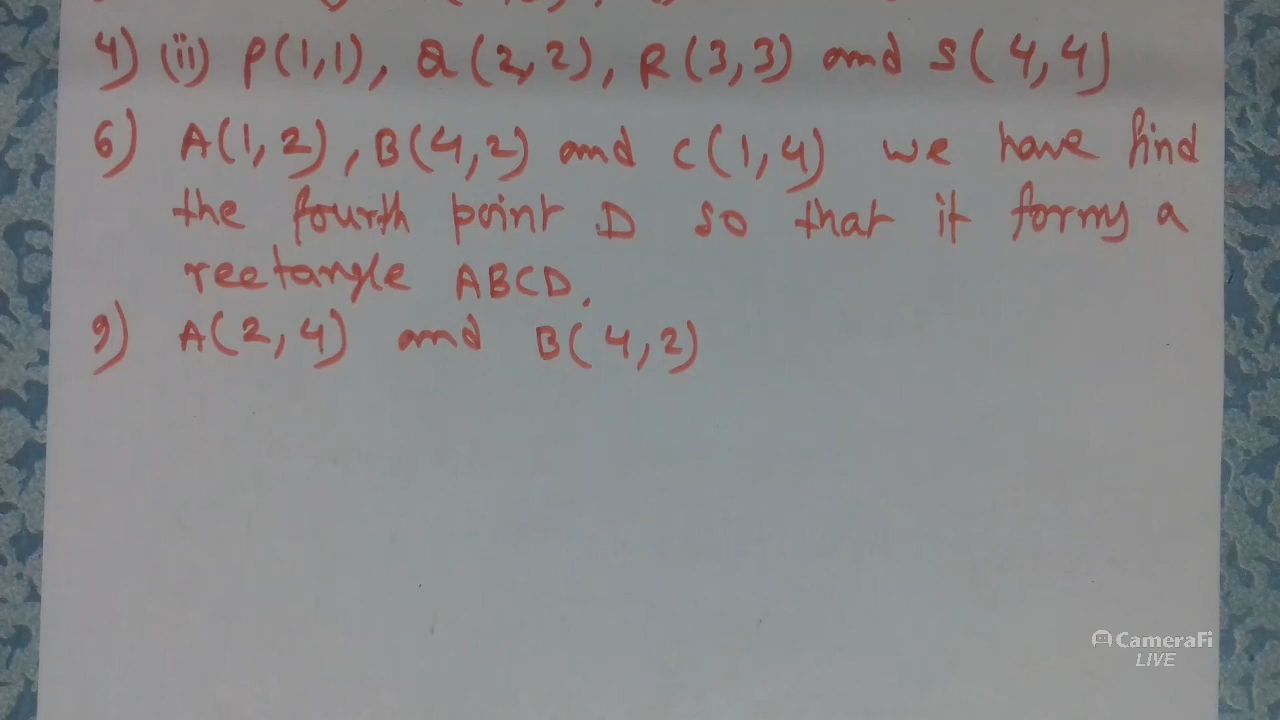 4) (ii) P(1,1), Q(2,2), R(3,3) and S(4,4)
6) A(1,2), B(4,2) and C(1,4) we have find
the fourth point D so that it forms a
reetangle ABCD.
9) A(2,4) and B(4,2)
CameraFi
LIVE